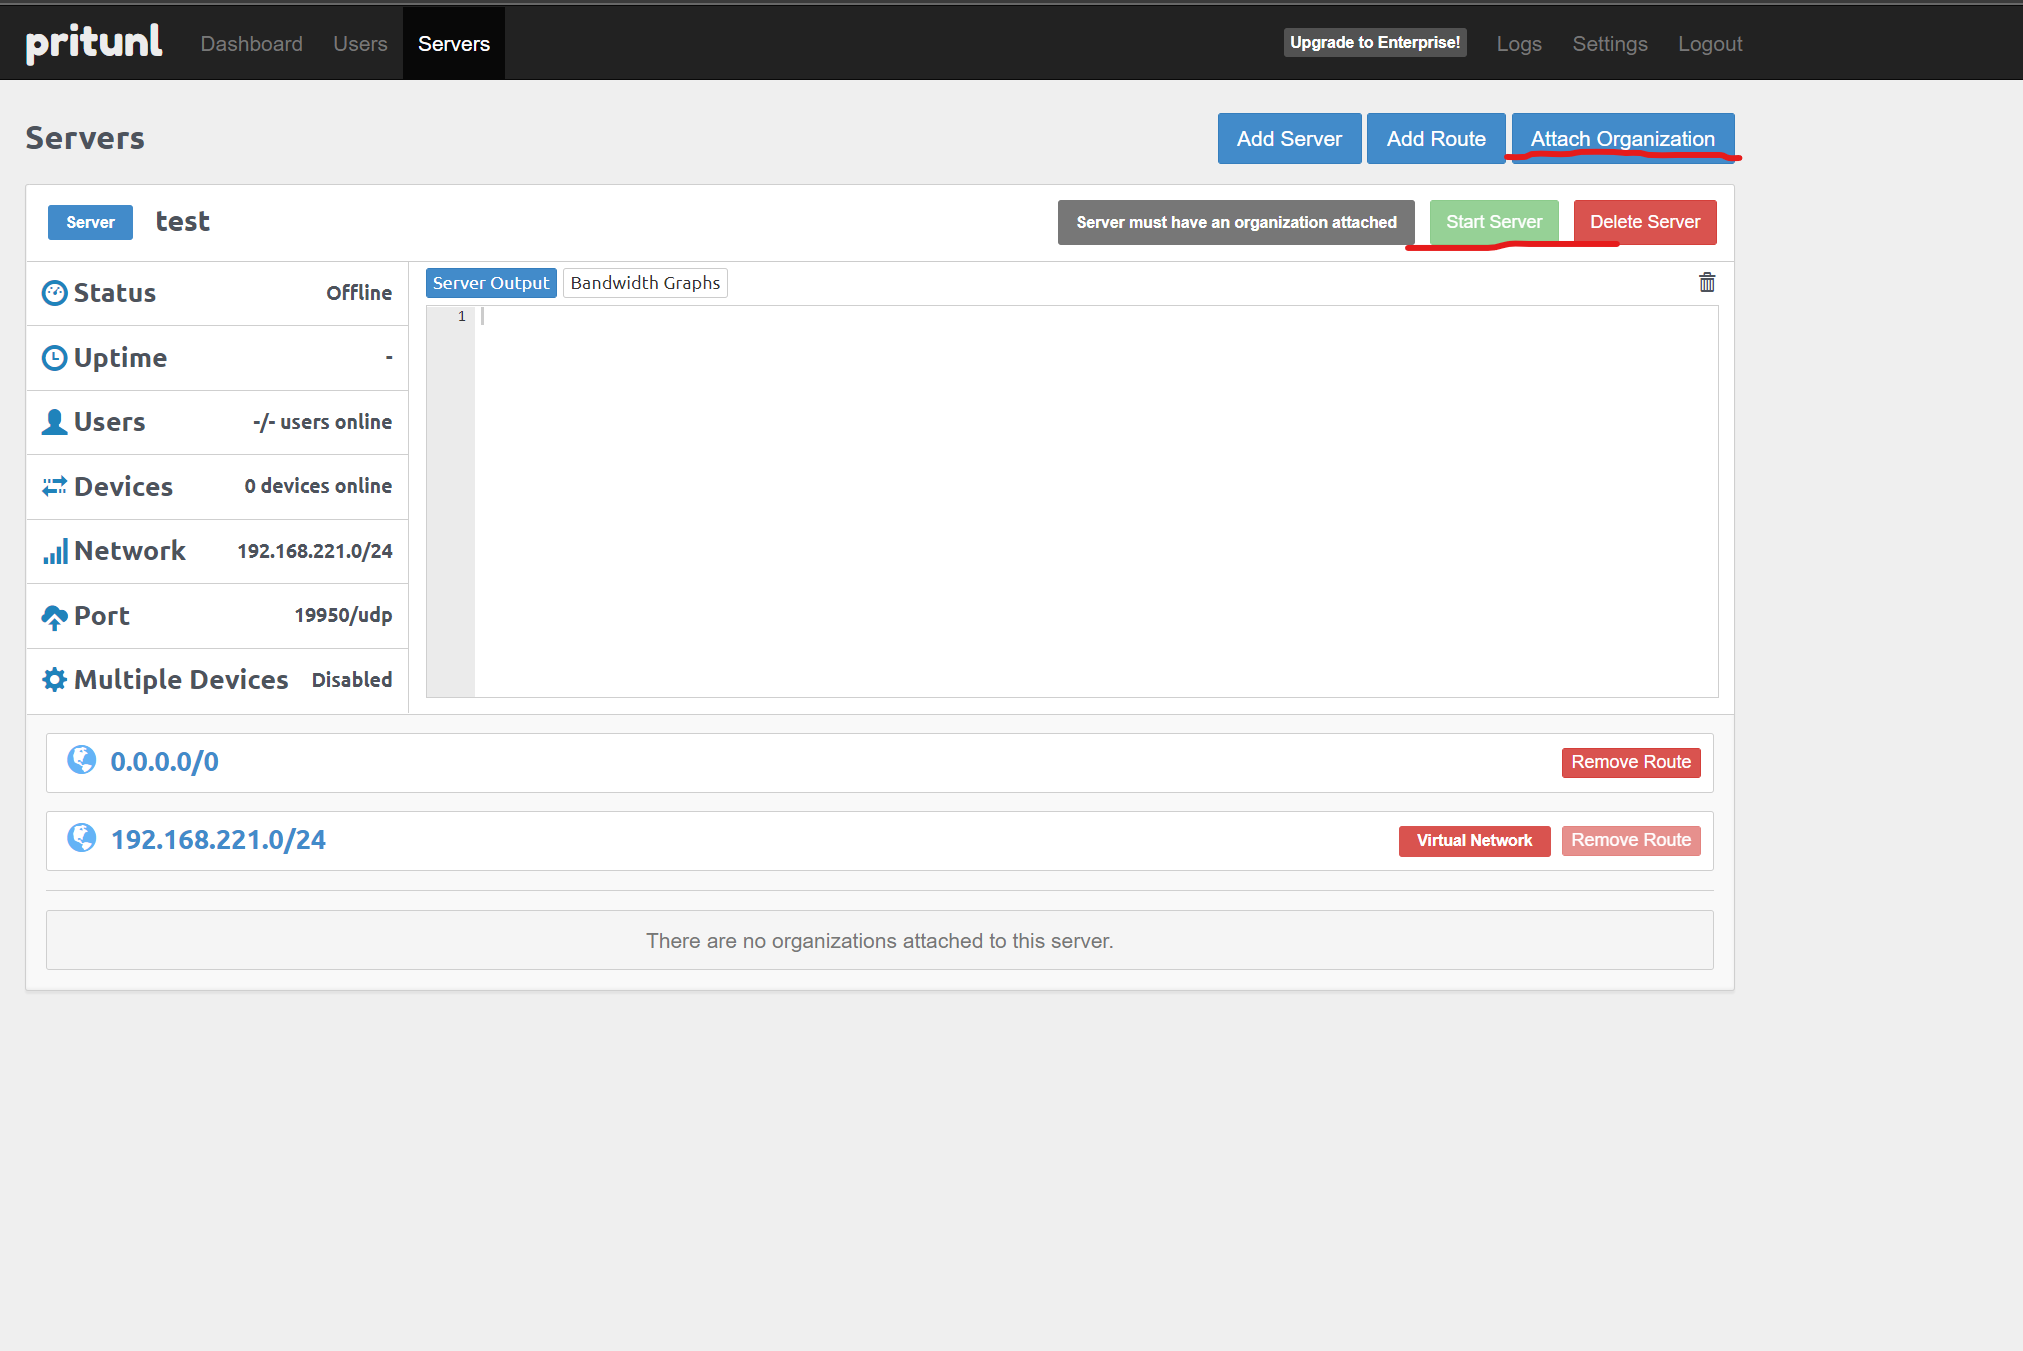 pritunl Dashboard Users Servers Upgrade to Enterprise! Logs Settings Logout
Servers Add Server Add Route Attach Organization
Server test Server must have an organization attached Start Server Delete Server
Status Offline
Uptime -
Users -/- users online
Devices 0 devices online
Network 192.168.221.0/24
Port 19950/udp
Multiple Devices Disabled
Server Output Bandwidth Graphs
1
0.0.0.0/0 Remove Route
192.168.221.0/24 Virtual Network Remove Route
There are no organizations attached to this server.